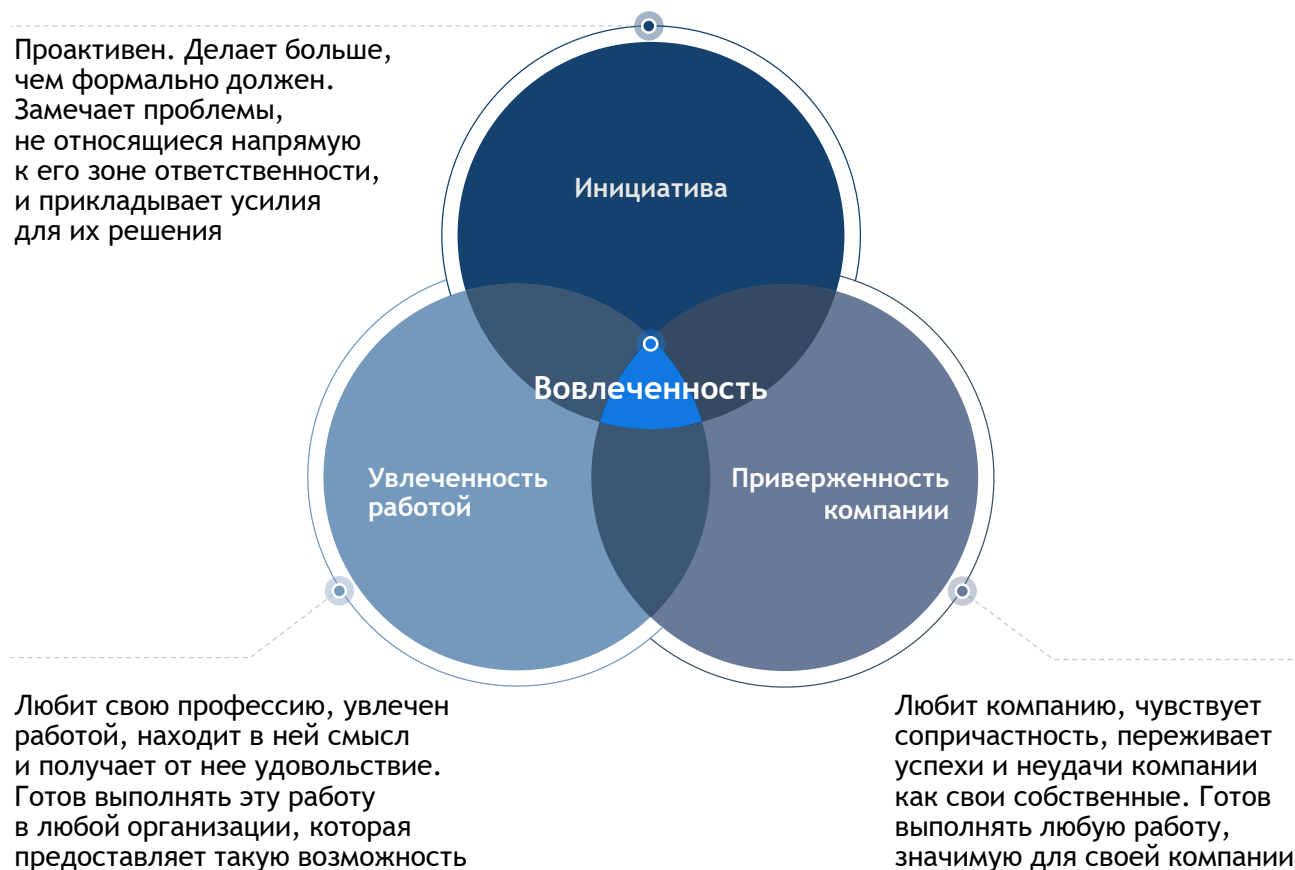 Проактивен. Делает больше,
чем формально должен.
Замечает проблемы,
не относящиеся напрямую
к его зоне ответственности,
и прикладывает усилия
для их решения
Инициатива
Вовлеченность
Увлеченность
работой
Приверженность
компании
Любит свою профессию, увлечен
работой, находит в ней смысл
и получает от нее удовольствие.
Готов выполнять эту работу
в любой организации, которая
предоставляет такую возможность
Любит компанию, чувствует
сопричастность, переживает
успехи и неудачи компании
как свои собственные. Готов
выполнять любую работу,
значимую для своей компании